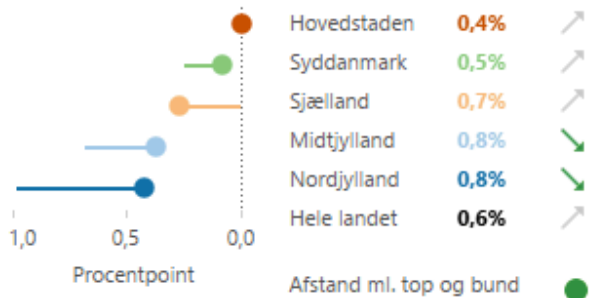 Hovedstaden 0,4%
Syddanmark 0,5%
Sjælland 0,7%
Midtjylland 0,8%
Nordjylland 0,8%
Hele landet 0,6%
1,0 0,5 0,0
Procentpoint
Afstand ml. top og bund